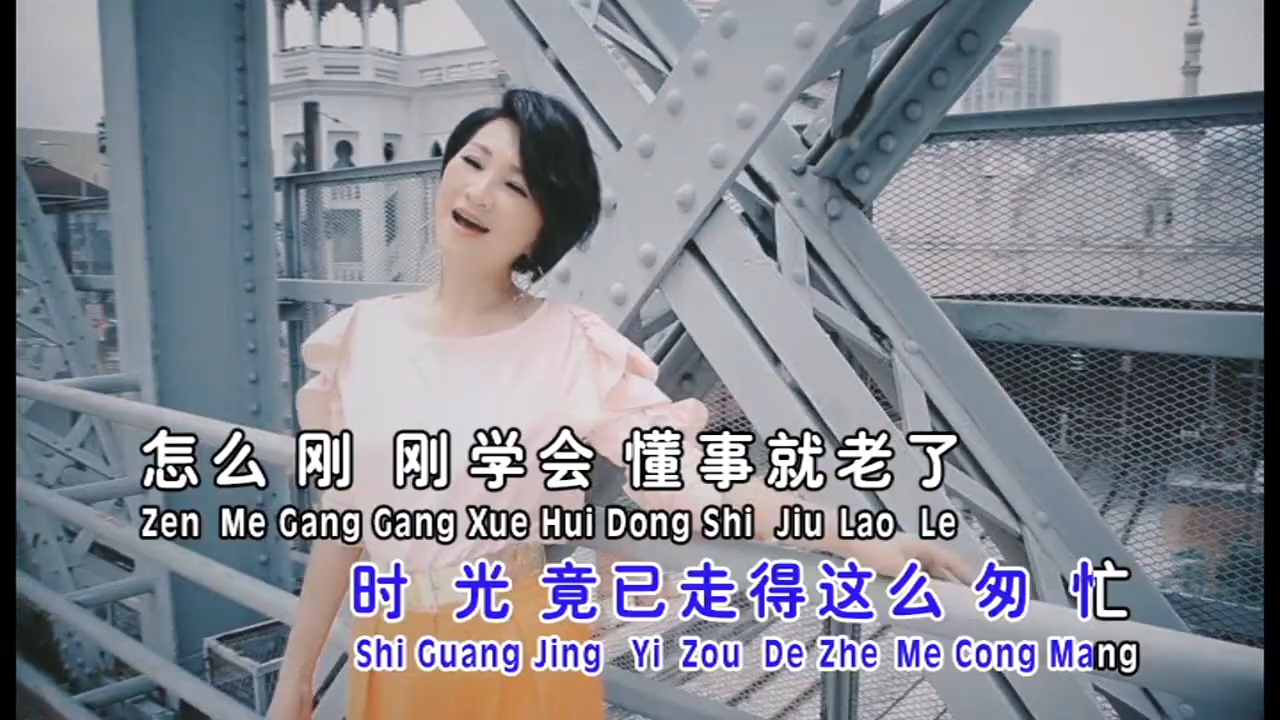 怎么 刚 刚学会 懂事就老了
Zen Me Gang Gang Xue Hui Dong Shi Jiu Lao Le
时 光 竟已走得这么 匆 忙
Shi Guang Jing Yi Zou De Zhe Me Cong Mang